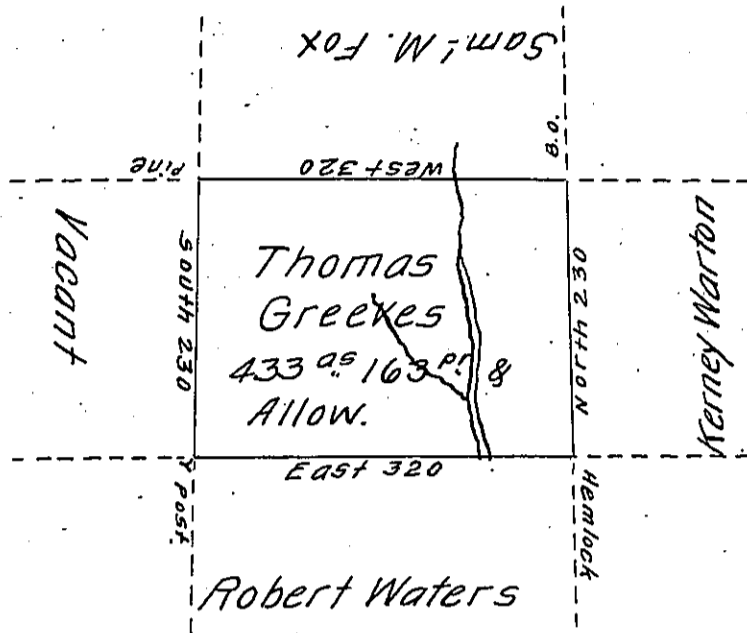 Sam.l M. Fox
B.O.
Pine
West 320
Vacant
South 230
Thomas
Greeves
433 as 163 pr. &
Allow.
North 230
Kerney Warton
East 320
Post.
Hemlock
Robert Waters